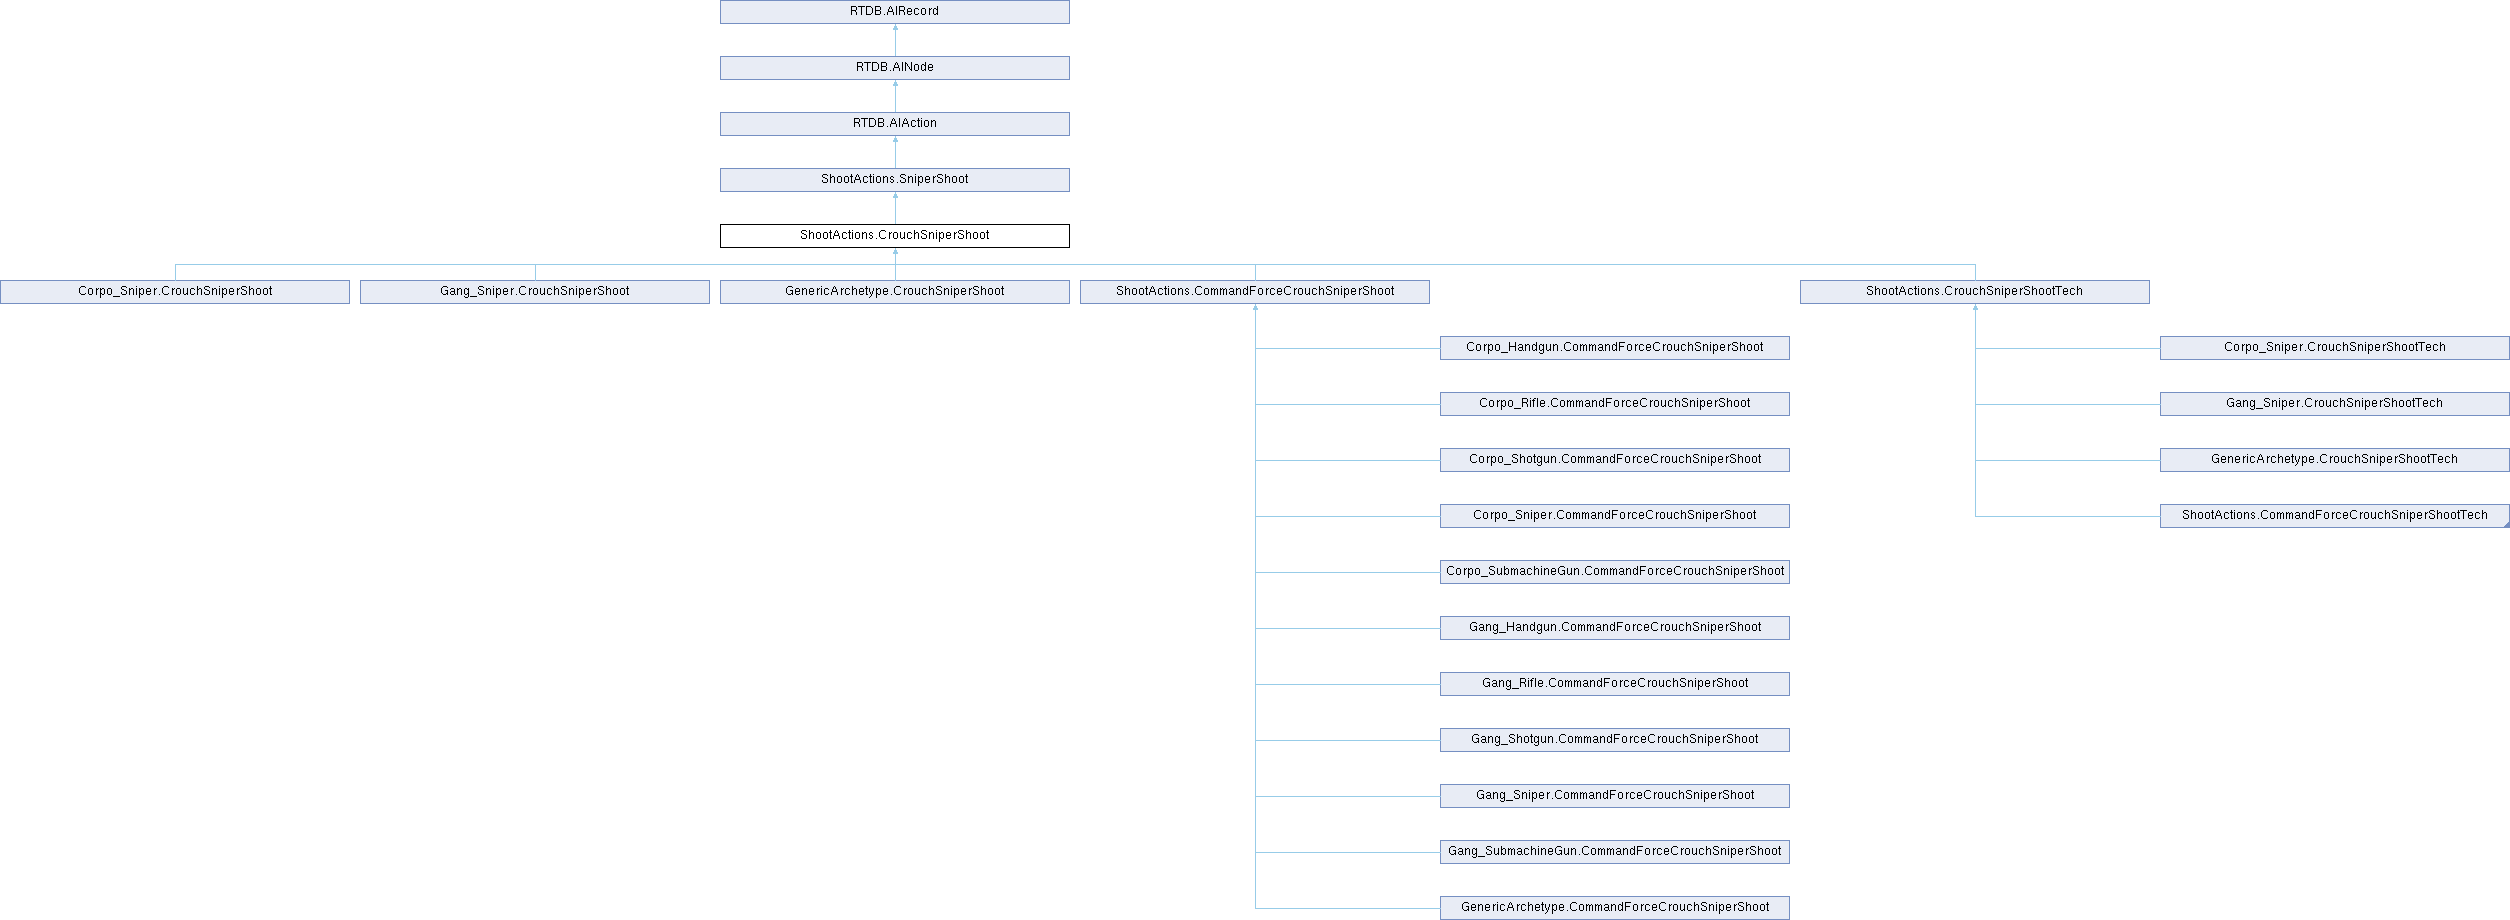 RTDB.AIRecord
RTDB.AINode
RTDB.AIAction
ShootActions.SniperShoot
ShootActions.CrouchSniperShoot
Corpo_Sniper.CrouchSniperShoot
Gang_Sniper.CrouchSniperShoot
GenericArchetype.CrouchSniperShoot
ShootActions.CommandForceCrouchSniperShoot
ShootActions.CrouchSniperShootTech
Corpo_Handgun.CommandForceCrouchSniperShoot
Corpo_Rifle.CommandForceCrouchSniperShoot
Corpo_Shotgun.CommandForceCrouchSniperShoot
Corpo_Sniper.CommandForceCrouchSniperShoot
Corpo_SubmachineGun.CommandForceCrouchSniperShoot
Gang_Handgun.CommandForceCrouchSniperShoot
Gang_Rifle.CommandForceCrouchSniperShoot
Gang_Shotgun.CommandForceCrouchSniperShoot
Gang_Sniper.CommandForceCrouchSniperShoot
Gang_SubmachineGun.CommandForceCrouchSniperShoot
GenericArchetype.CommandForceCrouchSniperShoot
Corpo_Sniper.CrouchSniperShootTech
Gang_Sniper.CrouchSniperShootTech
GenericArchetype.CrouchSniperShootTech
ShootActions.CommandForceCrouchSniperShootTech